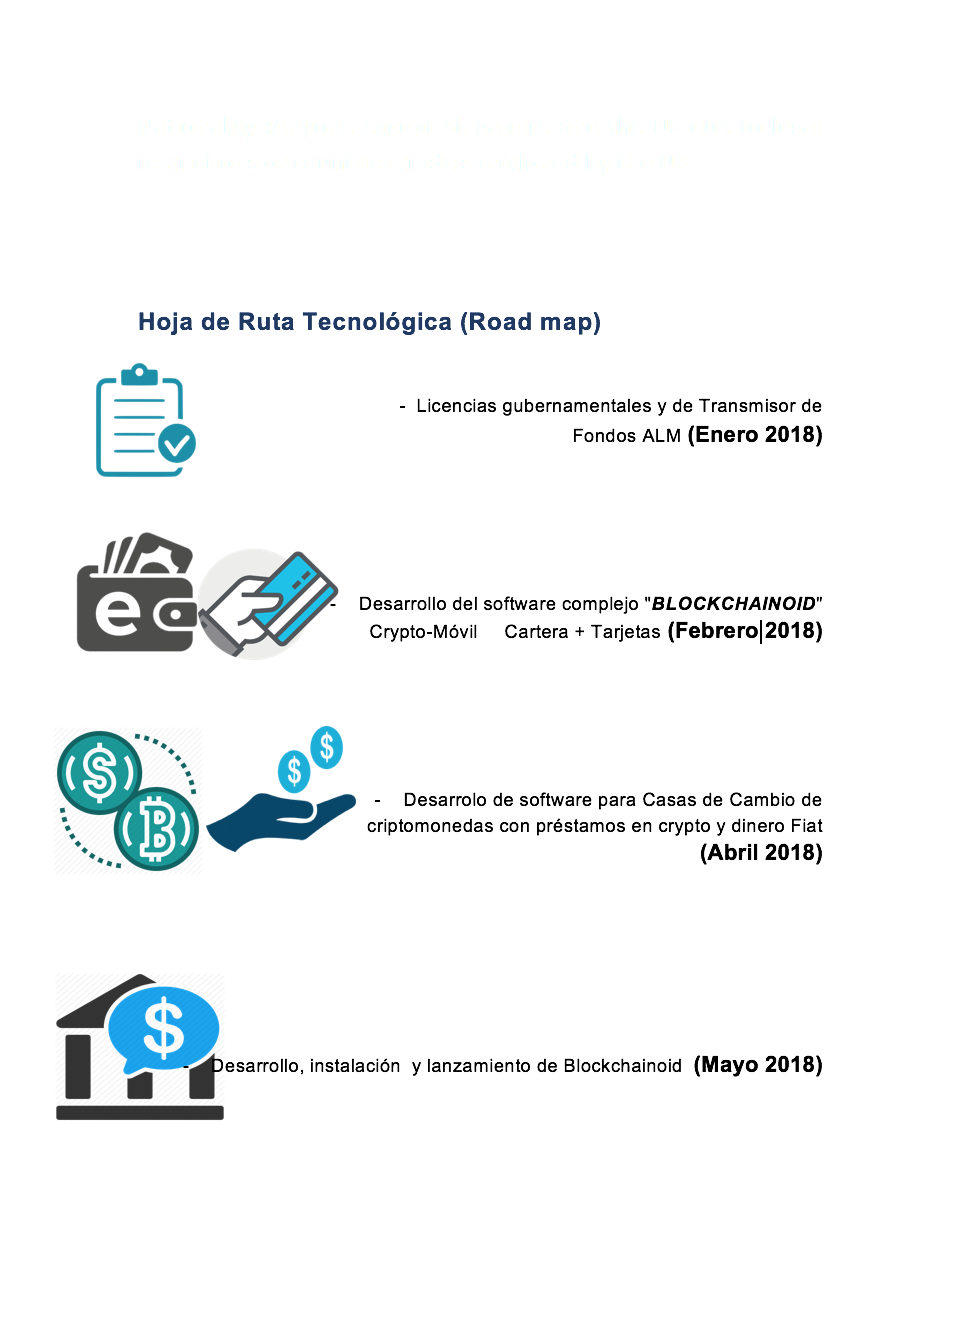 Hoja de Ruta Tecnológica (Road map)
- Licencias gubernamentales y de Transmisor de
Fondos ALM (Enero 2018)
e
- Desarrollo del software complejo "BLOCKCHAINOID"
Crypto-Móvil Cartera + Tarjetas (Febrero 2018)
$
$
$
B
- Desarrolo de software para Casas de Cambio de
criptomonedas con préstamos en crypto y dinero Fiat
(Abril 2018)
$
- Desarrollo, instalación y lanzamiento de Blockchainoid (Mayo 2018)